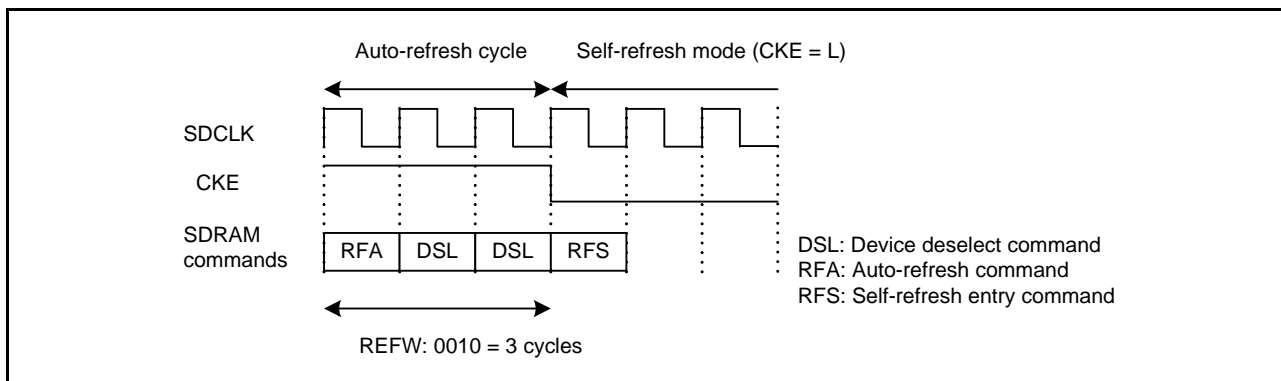 Auto-refresh cycle
Self-refresh mode (CKE = L)
SDCLK
CKE
SDRAM
commands
RFA DSL DSL RFS
DSL: Device deselect command
RFA: Auto-refresh command
RFS: Self-refresh entry command
REFW: 0010 = 3 cycles